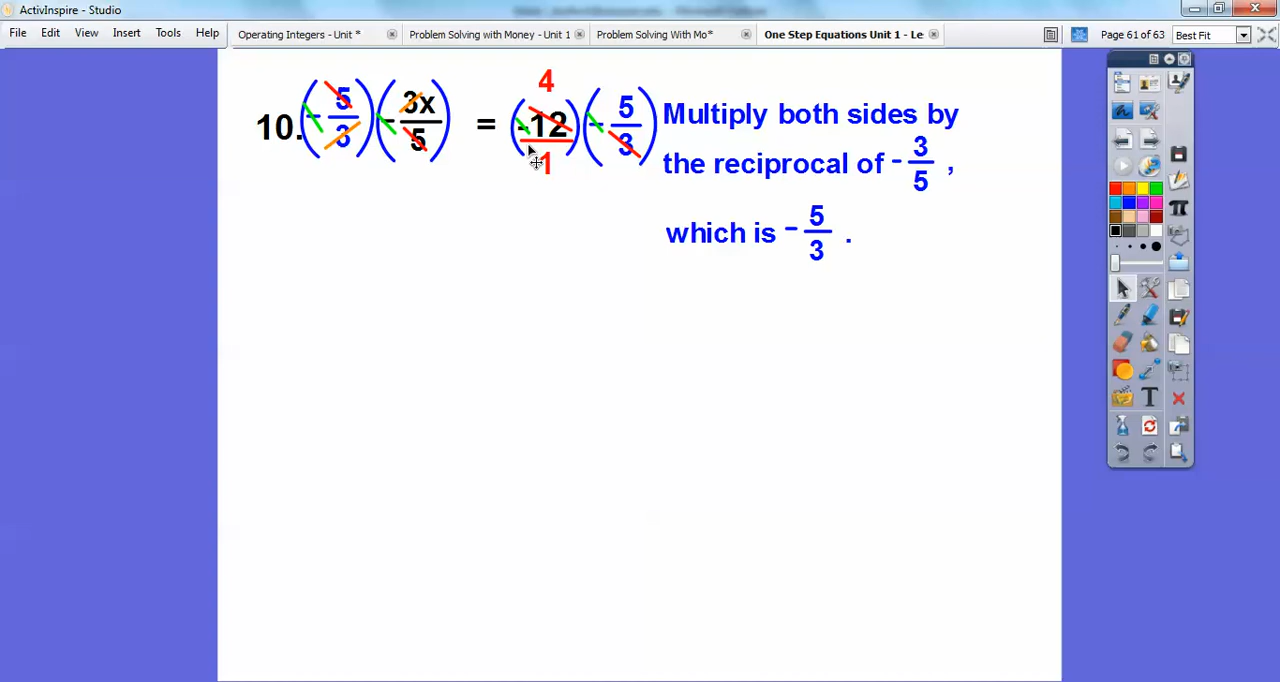 ActivInspire - Studio
File Edit View Insert Tools Help
Operating Integers - Unit *
Problem Solving with Money - Unit 1
Problem Solving With Mo*
One Step Equations Unit 1 - Le
Page 61 of 63
Best Fit
4
10. (- 5/3)(- 3x/5) = (-12/1)(- 5/3)
Multiply both sides by
the reciprocal of - 3/5 ,
which is - 5/3 .